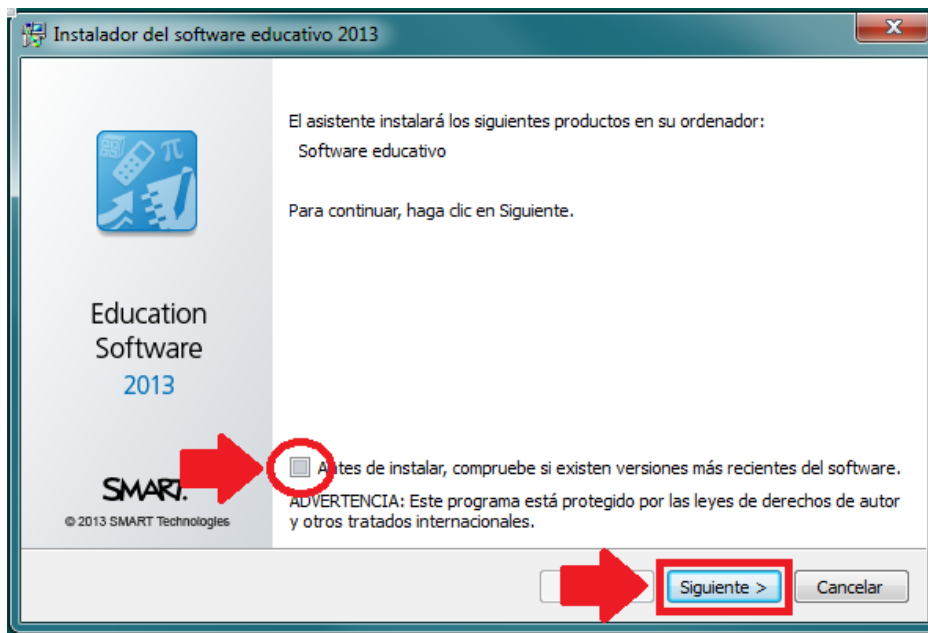 Instalador del software educativo 2013
El asistente instalará los siguientes productos en su ordenador:
Software educativo
Para continuar, haga clic en Siguiente.
π
Education
Software
2013
Antes de instalar, compruebe si existen versiones más recientes del software.
ADVERTENCIA: Este programa está protegido por las leyes de derechos de autor
y otros tratados internacionales.
SMART.
© 2013 SMART Technologies
Siguiente >
Cancelar